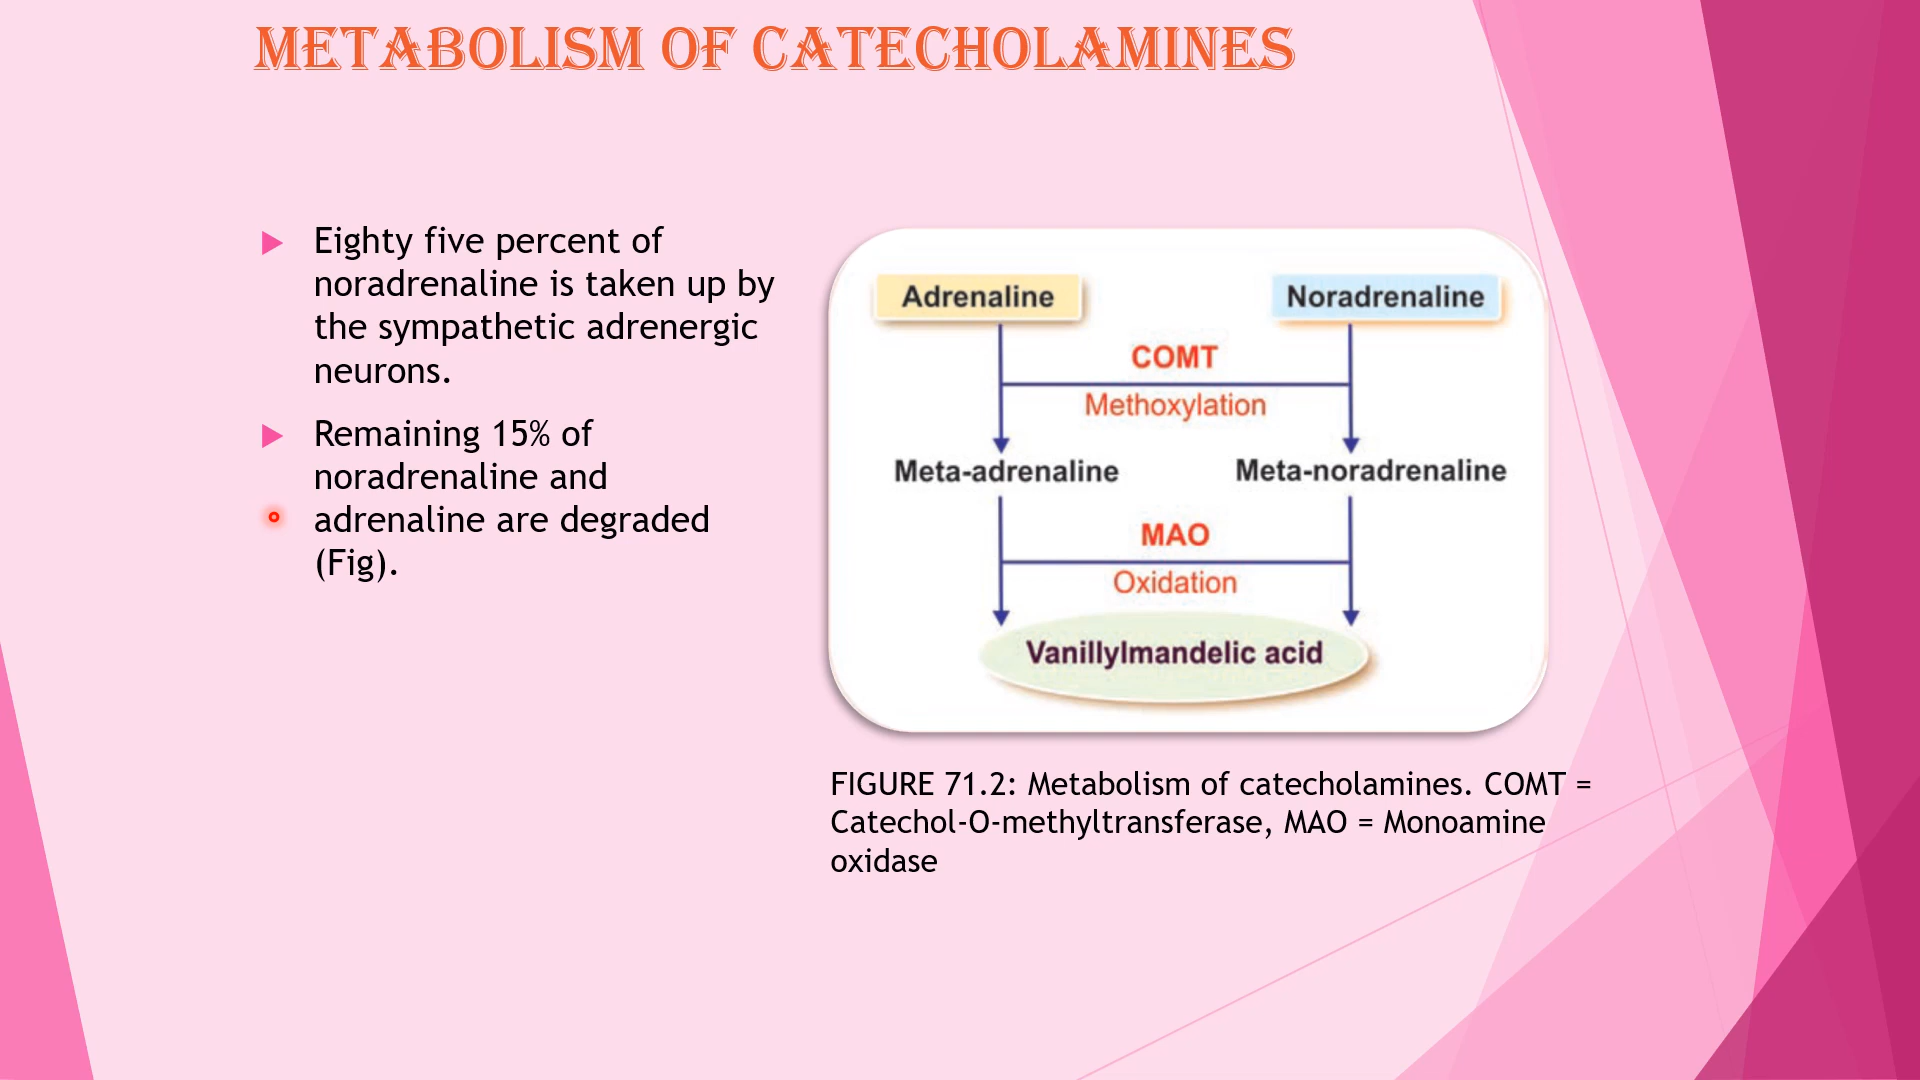 METABOLISM OF CATECHOLAMINES
Eighty five percent of
noradrenaline is taken up by
the sympathetic adrenergic
neurons.
Remaining 15% of
noradrenaline and
adrenaline are degraded
(Fig).
Adrenaline
Noradrenaline
COMT
Methoxylation
Meta-adrenaline
Meta-noradrenaline
MAO
Oxidation
Vanillylmandelic acid
FIGURE 71.2: Metabolism of catecholamines. COMT =
Catechol-O-methyltransferase, MAO = Monoamine
oxidase